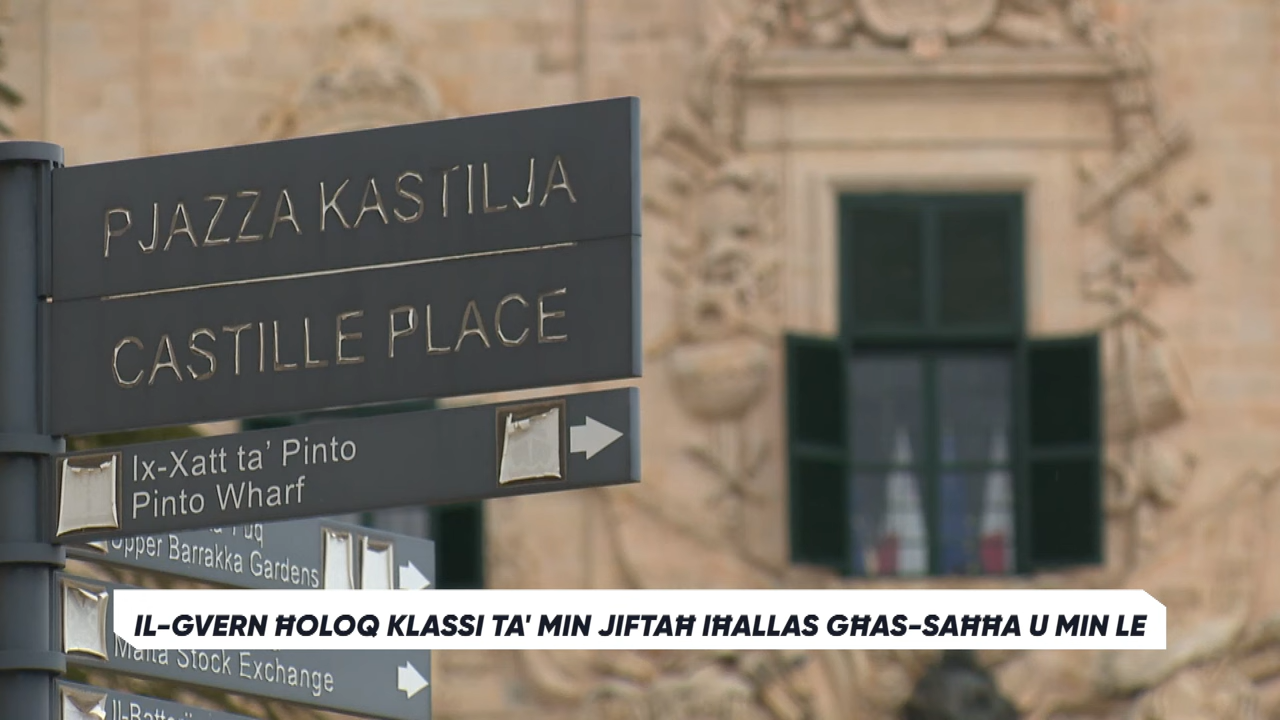 PJAZZA KASTILJA
CASTILLE PLACE
Ix-Xatt ta' Pinto
Pinto Wharf
Upper Barrakka Gardens
IL-GVERN ĦOLOQ KLASSI TA' MIN JIFTAĦ IĦALLAS GĦAS-SAĦĦA U MIN LE
Malta Stock Exchange